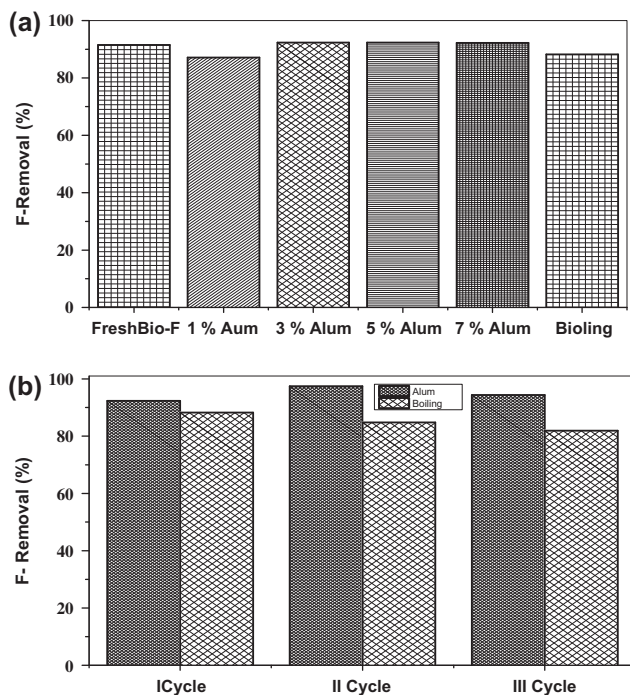 (a)
100
80
60
40
20
0
F-Removal (%)
FreshBio-F 1 % Aum 3 % Alum 5 % Alum 7 % Alum Bioling
(b)
100
80
60
40
20
0
F- Removal (%)
Alum
Boiling
ICycle II Cycle III Cycle